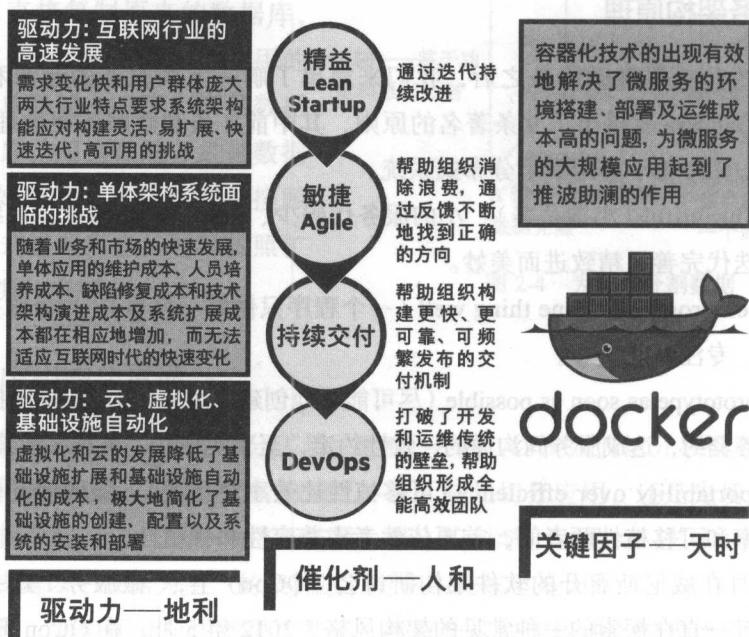 驱动力：互联网行业的
高速发展
需求变化快和用户群体庞大
两大行业特点要求系统架构
能应对构建灵活、易扩展、快
速迭代、高可用的挑战
驱动力：单体架构系统面
临的挑战
随着业务和市场的快速发展，
单体应用的维护成本、人员培
养成本、缺陷修复成本和技术
架构演进成本及系统扩展成
本都在相应地增加，而无法
适应互联网时代的快速变化
驱动力：云、虚拟化、
基础设施自动化
虚拟化和云的发展降低了基
础设施扩展和基础设施自动
化的成本，极大地简化了基
础设施的创建、配置以及系
统的安装和部署
驱动力——地利
精益
Lean
Startup
通过迭代持
续改进
敏捷
Agile
帮助组织消
除浪费，通
过反馈不断
地找到正确
的方向
持续交付
帮助组织构
建更快、更
可靠、可频
繁发布的交
付机制
DevOps
打破了开发
和运维传统
的壁垒，帮助
组织形成全
能高效团队
催化剂——人和
容器化技术的出现有效
地解决了微服务的环
境搭建、部署及运维成
本高的问题，为微服务
的大规模应用起到了
推波助澜的作用
docker
关键因子——天时